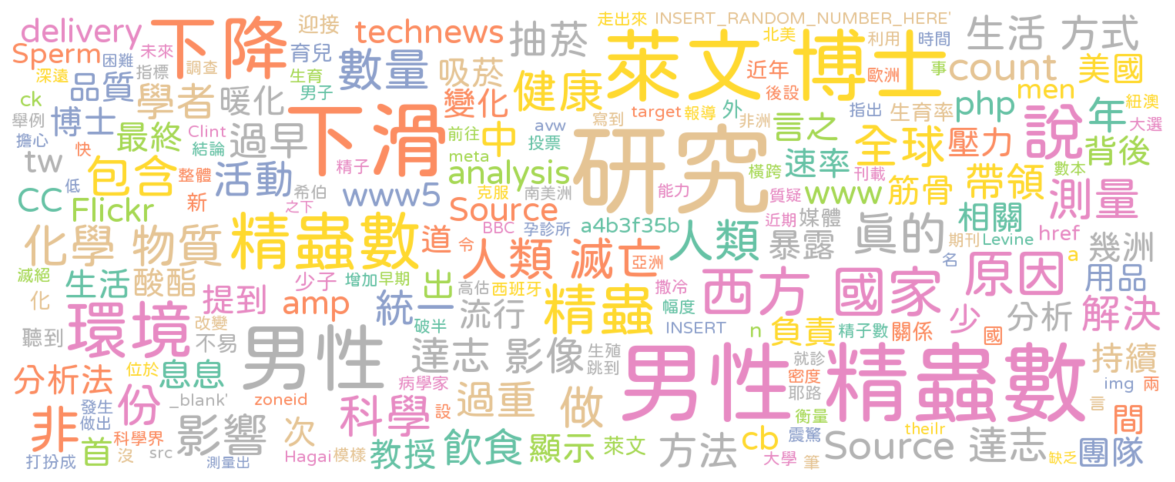 delivery 下降 迎接 technews 抽菸 走出來 INSERT_RANDOM_NUMBER_HERE' 生活 方式
Sperm 困難 未來 育兒 數量 吸菸 萊文 博士 北美 利用 時間 count 美國
深遠 指標 調查 生育 男子 健康 近年 後設 歐洲 事 men 紐澳
ck 品質 學者 暖化 變化 target 報導 外 非洲 指出 生育率 php 年 大選
舉例 博士 最終 過早 Clint 結論 下滑 前往 中 avw 投票 研究 寫到 言之 全球 壓力 說 背後
擔心 快 tw 包含 活動 整體 精子 meta analysis 克服 南美洲 能力 橫跨 質疑 速率 刊載 筋骨 帶領 數本 測量
CC Flickr 低 新 希伯 之下 www5 Source BBC 孕診所 a4b3f35b 近期 媒體 www 期刊 Levine 相關 href
化學 物質 精蟲數 道 令 人類 滅亡 亞洲 人類 暴露 真的 名 a 幾洲
滅絕 化 生活 酸酯 提到 少子 amp 增加 早期 統一 出 高估 西班牙 撒冷 幅度 精蟲 西方 國家 原因 用品
環境 聽到 改變 不易 男性 破半 流行 INSERT n 負責 精子數 關係 少 國 分析 解決
分析法 位於 息息 達志 影像 生殖 跳到 男性 精蟲數 就診 密度 耶路 持續
非 發生 做出 份 _blank' zoneid 科學 病學家 設 過重 做 衡量 言 img 兩 間
打扮成 首 科學界 沒 src 影響 測量出 次 Hagai 模樣 教授 飲食 顯示 萊文 方法 cb 震驚 大學 筆 Source 達志 theilr 缺乏 團隊